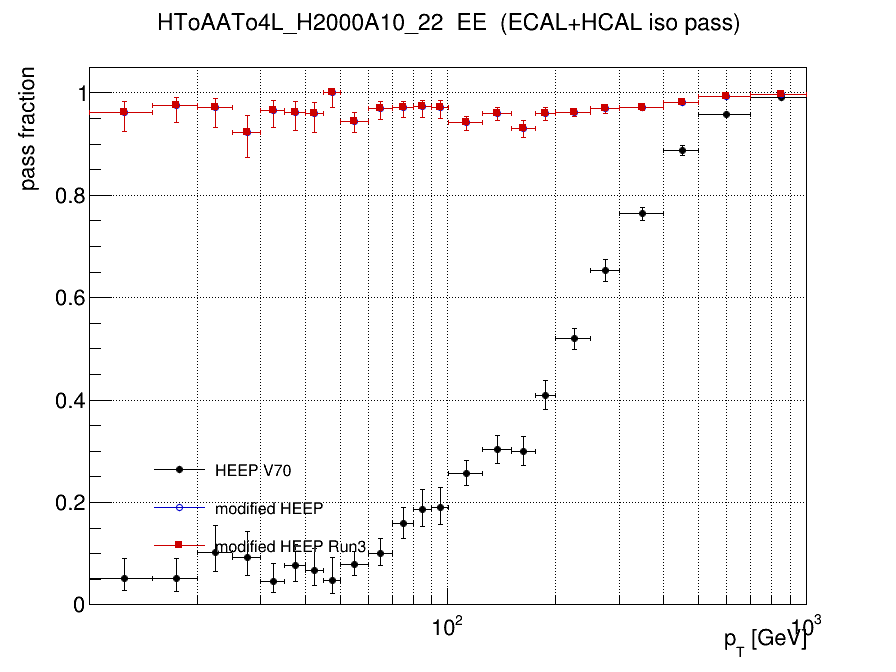 HToAATo4L_H2000A10_22 EE (ECAL+HCAL iso pass)
pass fraction
1
0.8
0.6
0.4
0.2
0
HEEP V70
modified HEEP
modified HEEP Run3
10²
10³
p_T [GeV]